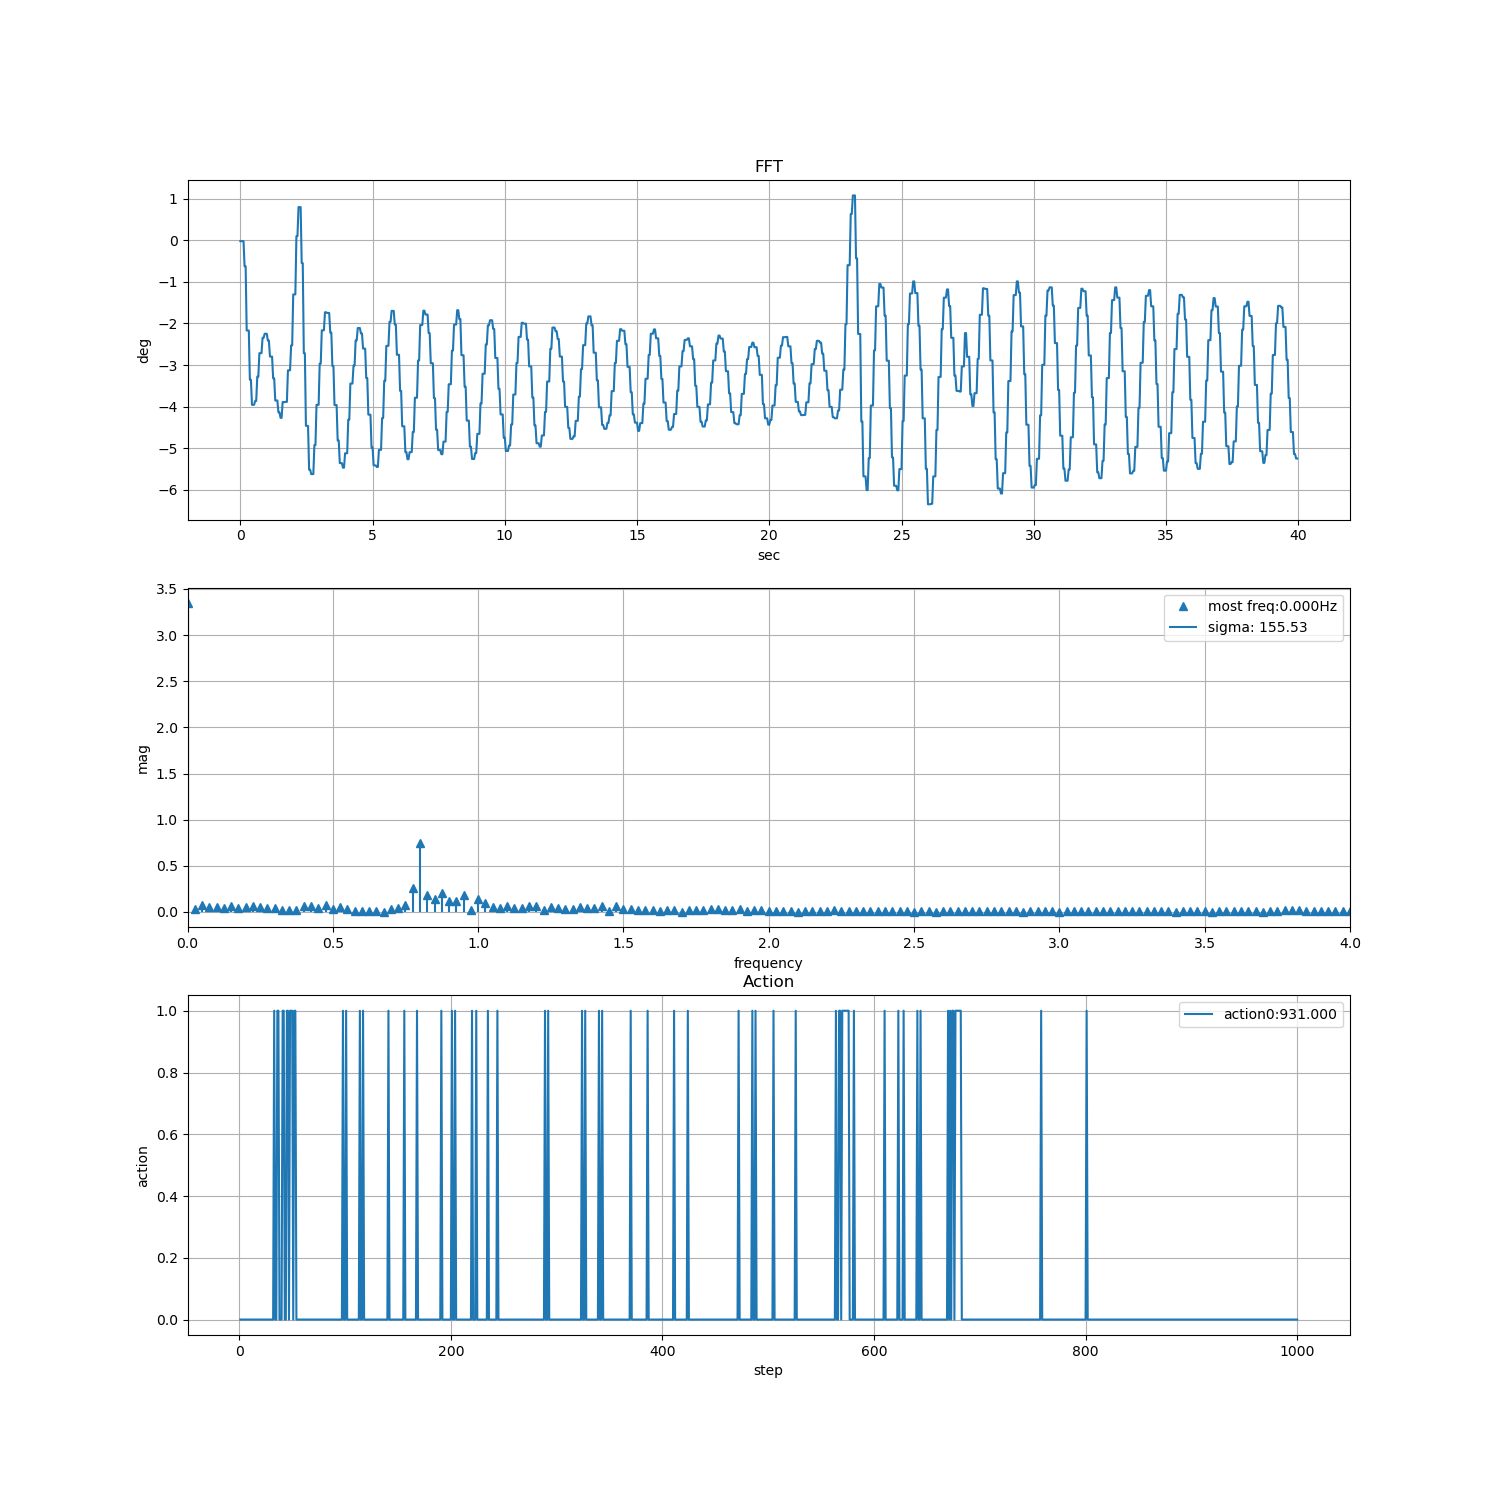 FFT
1
0
−1
−2
−3
−4
−5
−6
deg
0 5 10 15 20 25 30 35 40
sec
3.5
3.0
2.5
2.0
1.5
1.0
0.5
0.0
mag
most freq:0.000Hz
sigma: 155.53
0.0 0.5 1.0 1.5 2.0 2.5 3.0 3.5 4.0
frequency
Action
1.0
0.8
0.6
0.4
0.2
0.0
action
action0:931.000
0 200 400 600 800 1000
step